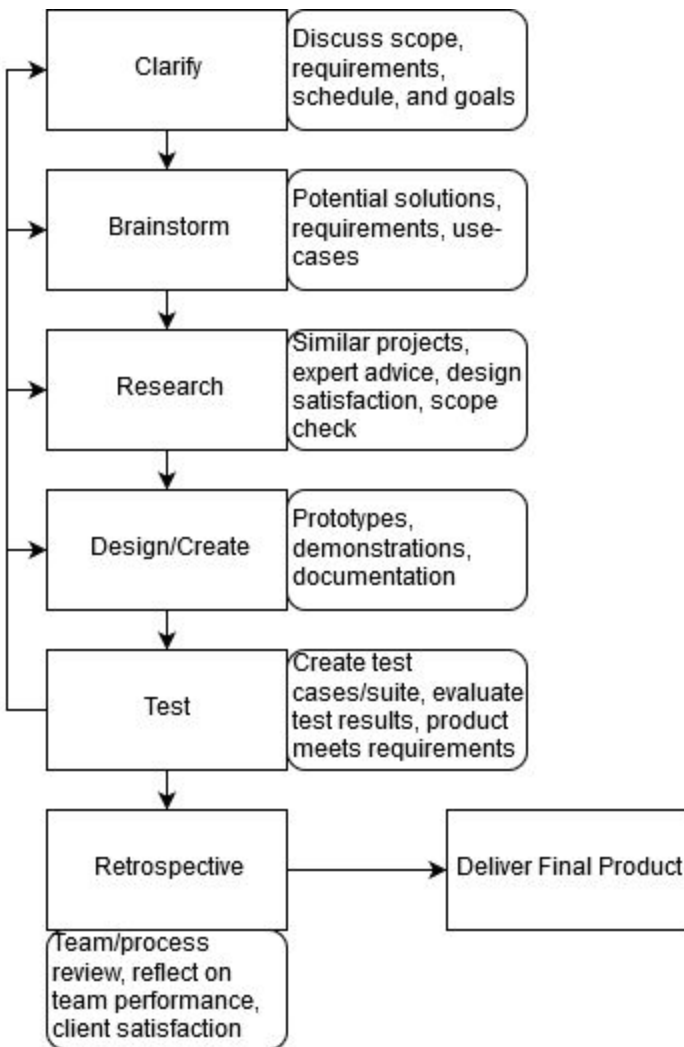 Clarify
Discuss scope,
requirements,
schedule, and goals
Brainstorm
Potential solutions,
requirements, use-
cases
Research
Similar projects,
expert advice, design
satisfaction, scope
check
Design/Create
Prototypes,
demonstrations,
documentation
Test
Create test
cases/suite, evaluate
test results, product
meets requirements
Retrospective
Deliver Final Product
Team/process
review, reflect on
team performance,
client satisfaction